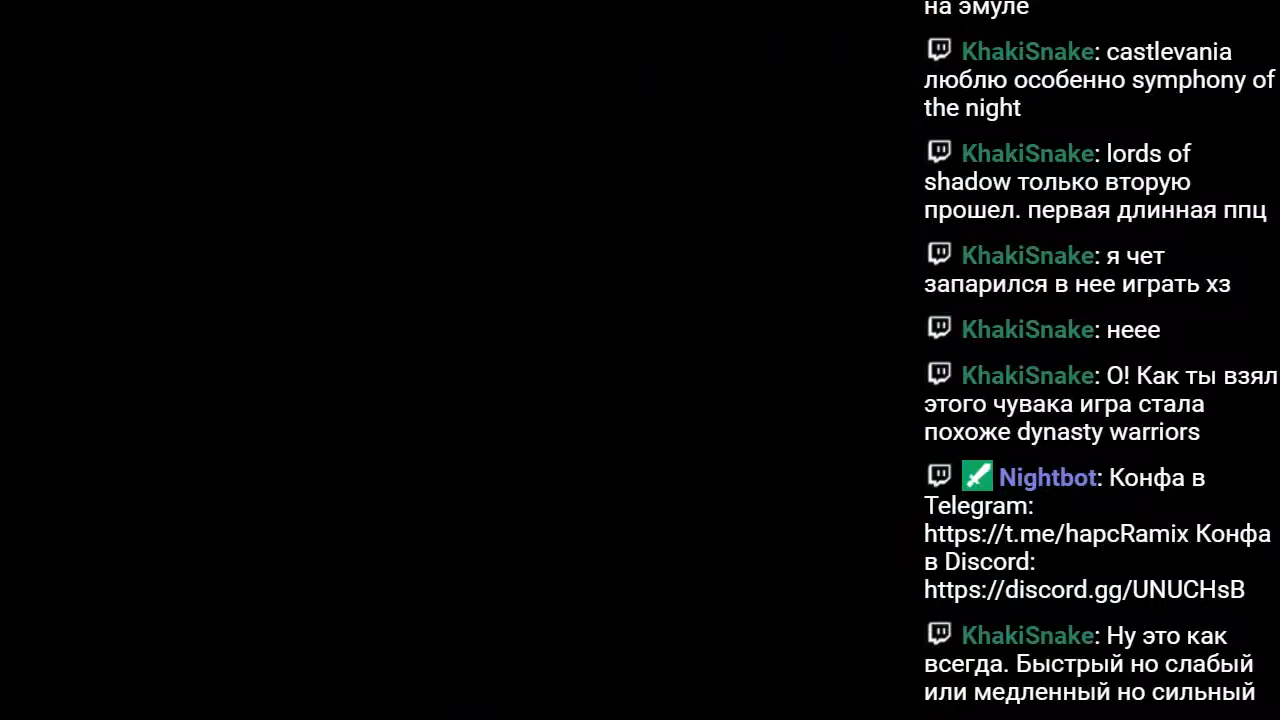 на эмуле
KhakiSnake: castlevania
люблю особенно symphony of
the night
KhakiSnake: lords of
shadow только вторую
прошел. первая длинная ппц
KhakiSnake: я чет
запарился в нее играть хз
KhakiSnake: неее
KhakiSnake: О! Как ты взял
этого чувака игра стала
похоже dynasty warriors
Nightbot: Конфа в
Telegram:
https://t.me/hapcRamix Конфа
в Discord:
https://discord.gg/UNUCHsB
KhakiSnake: Ну это как
всегда. Быстрый но слабый
или медленный но сильный